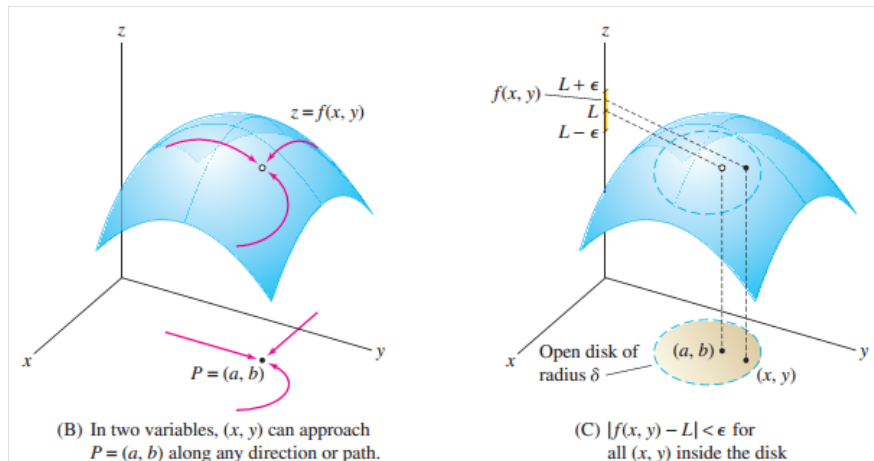 z
z = f(x, y)
x
y
P = (a, b)
(B) In two variables, (x, y) can approach
P = (a, b) along any direction or path.
z
L + ϵ
f(x, y)
L
L − ϵ
x
y
Open disk of
radius δ
(a, b)
(x, y)
(C) |f(x, y) − L| < ϵ for
all (x, y) inside the disk